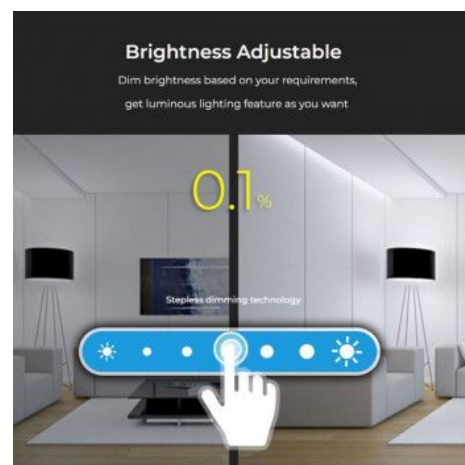 Brightness Adjustable
Dim brightness based on your requirements,
get luminous lighting feature as you want
0.1%
Stepless dimming technology